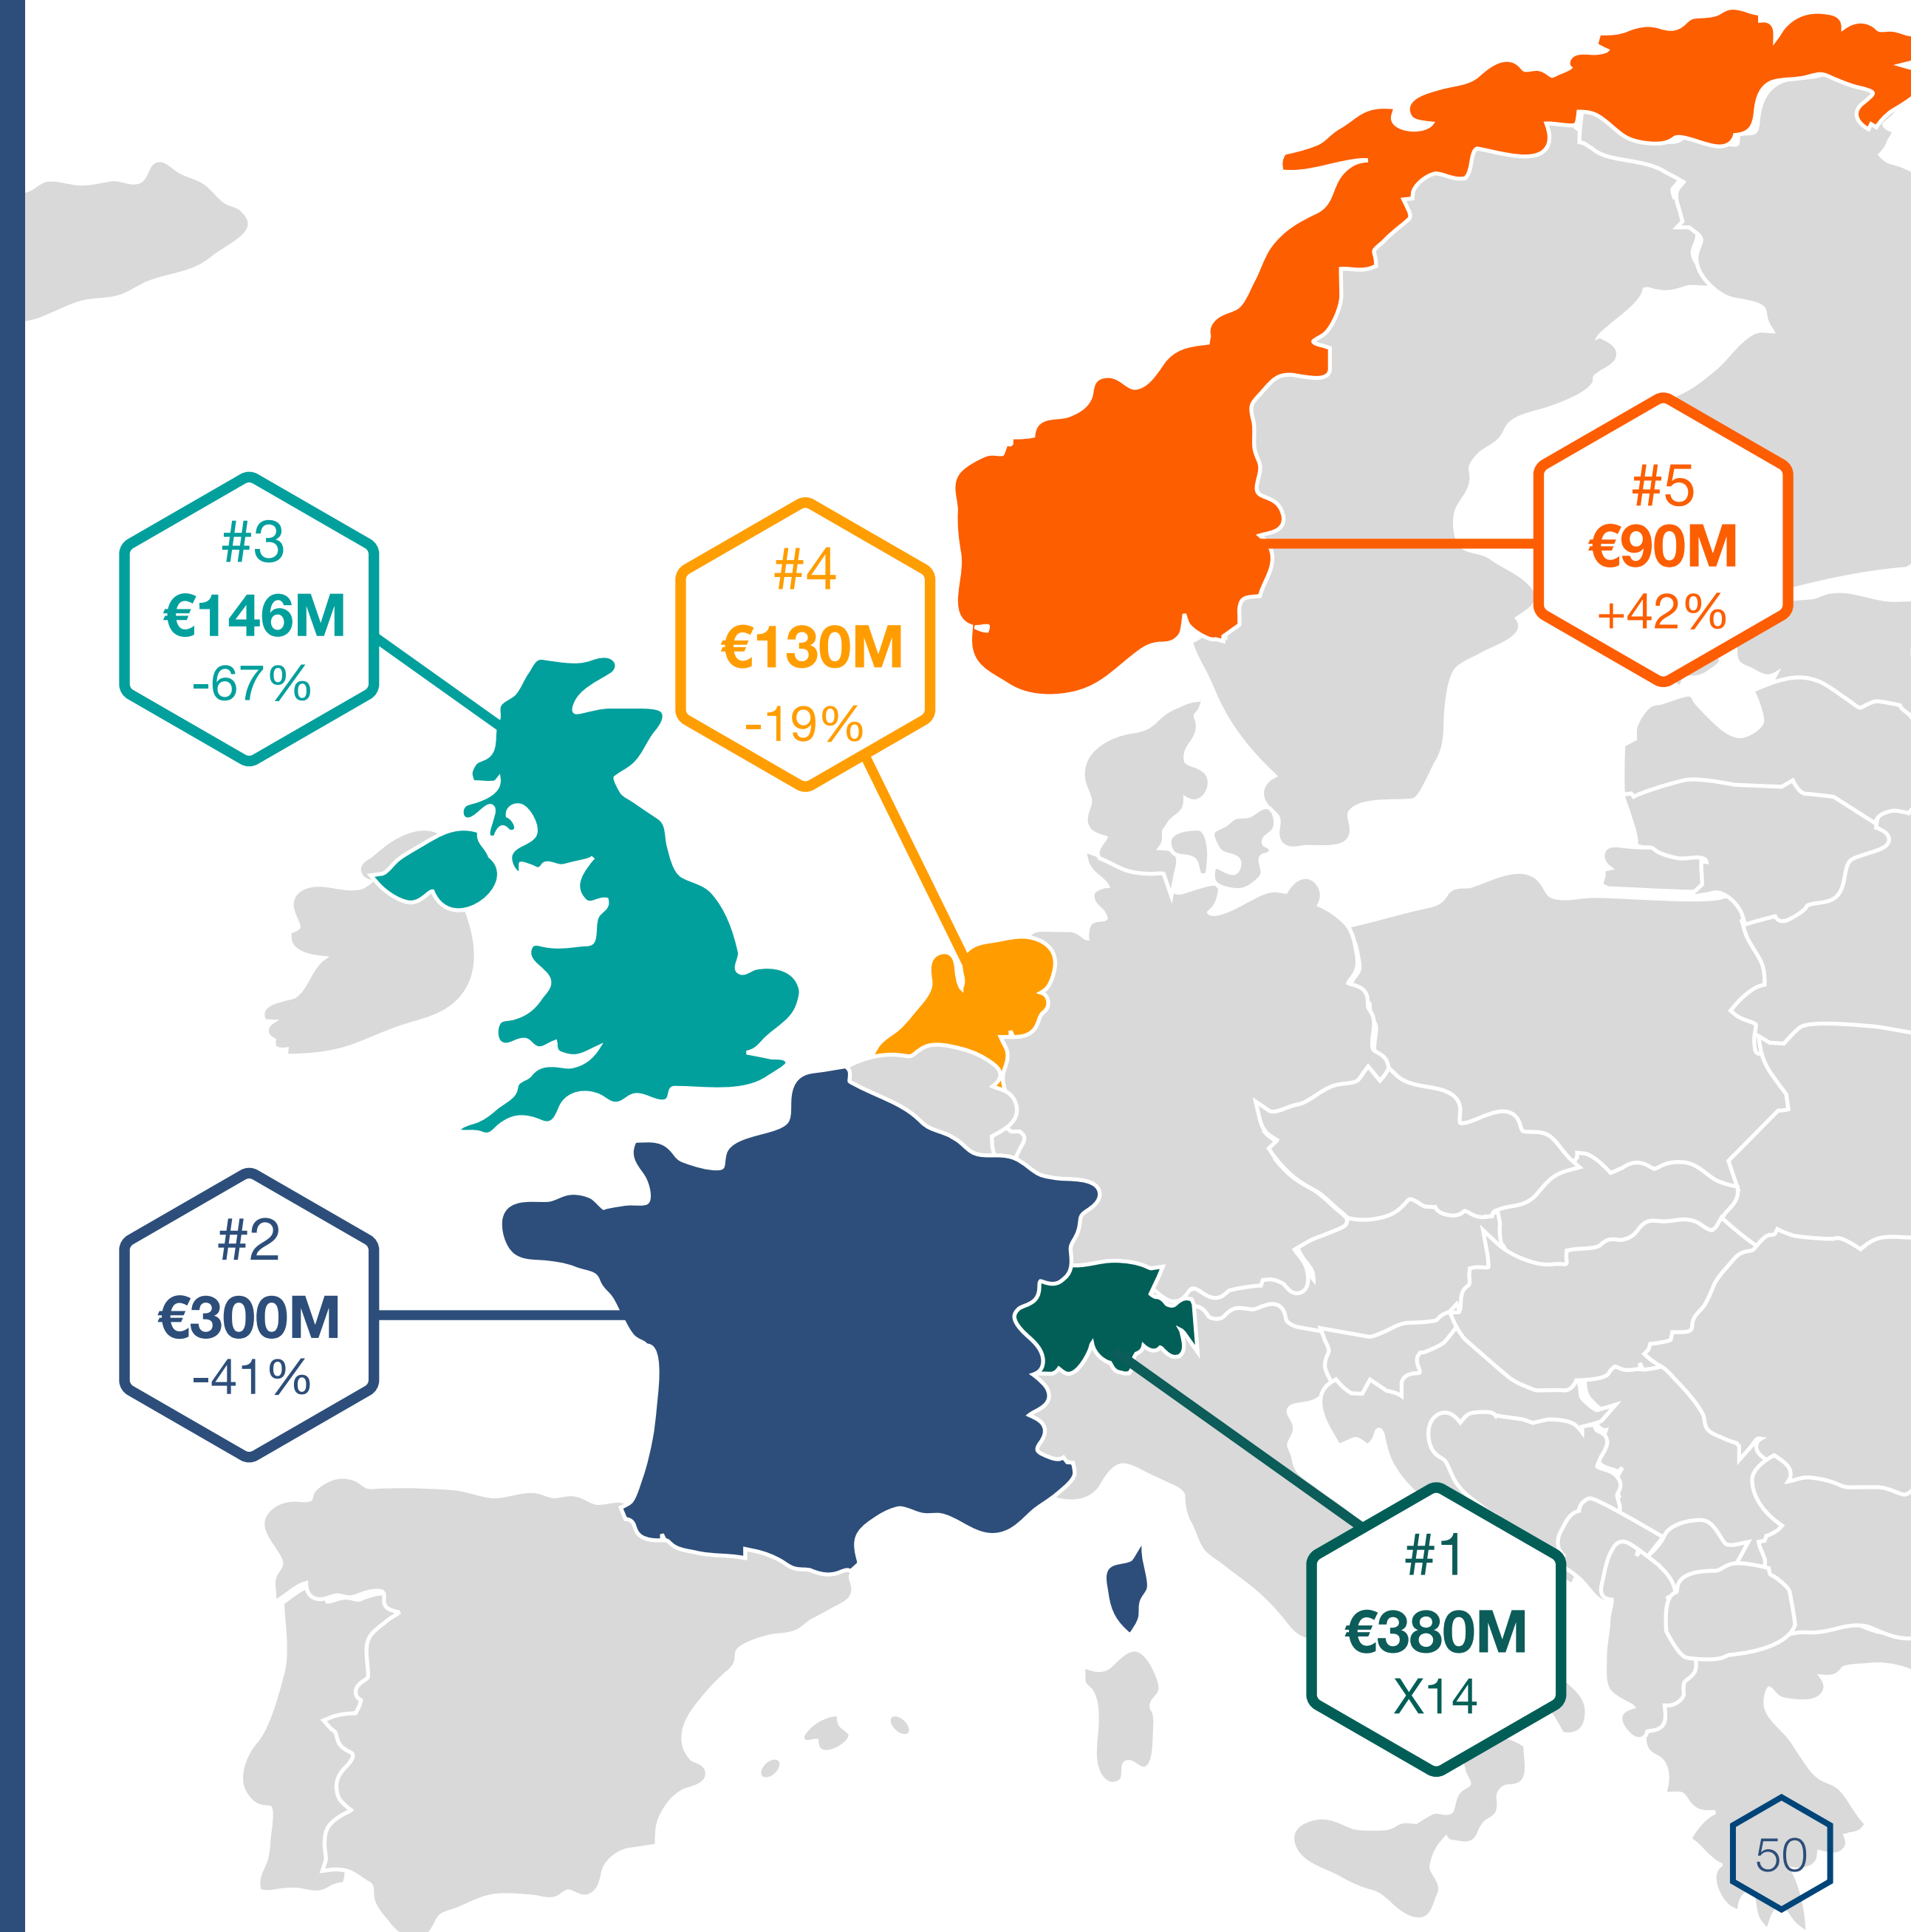 #5
€90M
+42%
#3
€146M
-67%
#4
€130M
-19%
#2
€300M
-41%
#1
€380M
X14
50